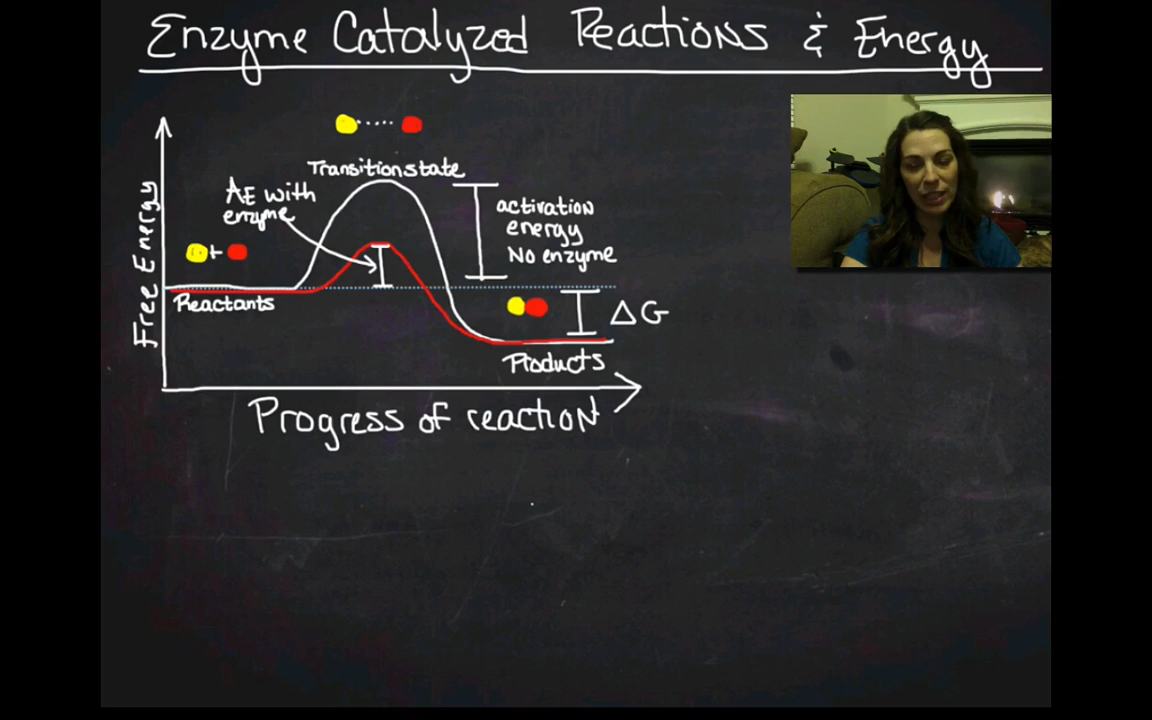 Enzyme Catalyzed Reactions & Energy
Transition state
AE with
enzyme
activation
energy
No enzyme
+
Reactants
ΔG
Products
Free Energy
Progress of reaction